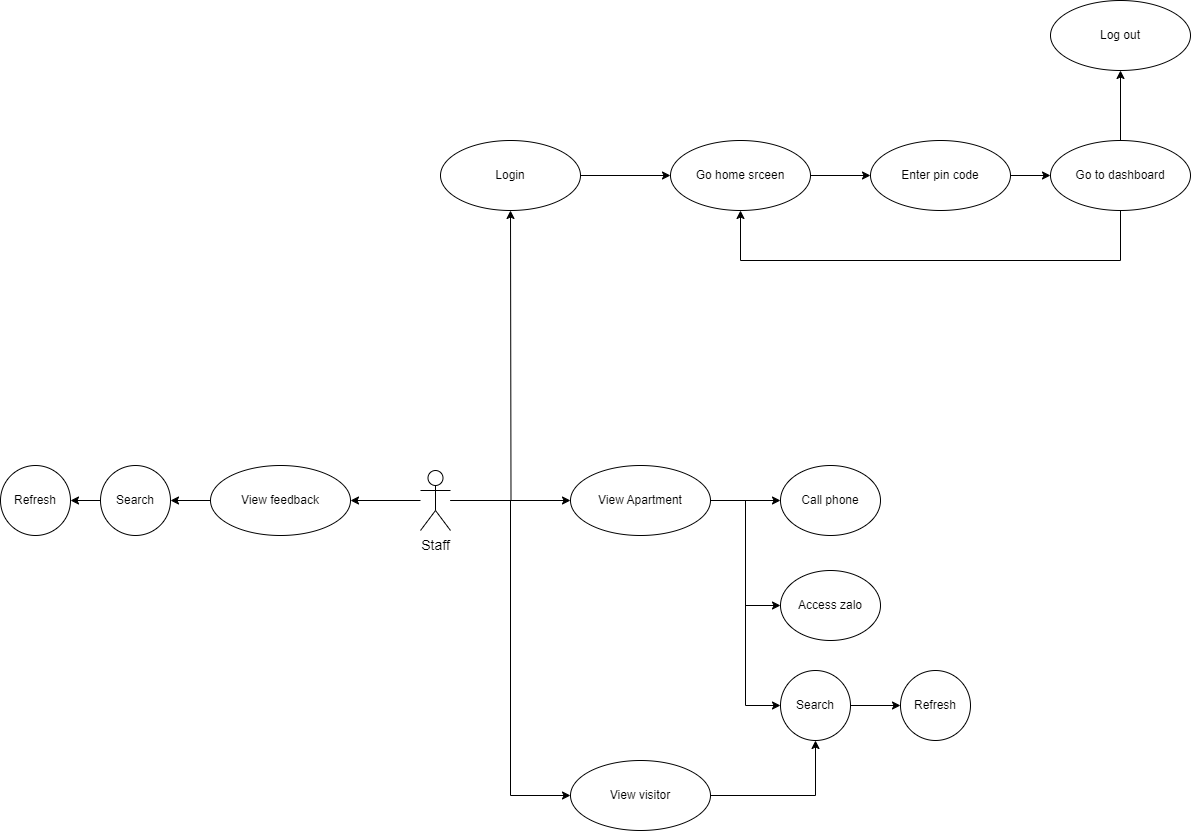 Log out
Login
Go home srceen
Enter pin code
Go to dashboard
Refresh
Search
View feedback
Staff
View Apartment
Call phone
Access zalo
Search
Refresh
View visitor